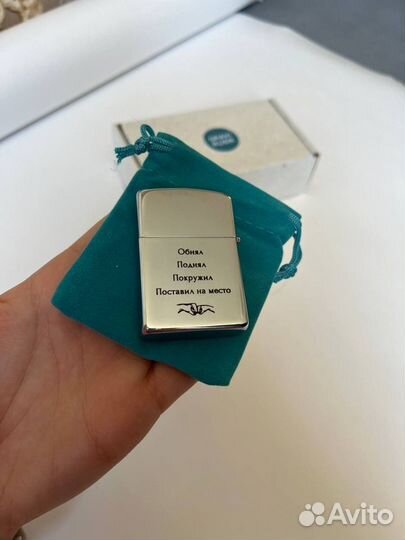 Обнял
Поднял
Покружил
Поставил на место
Avito